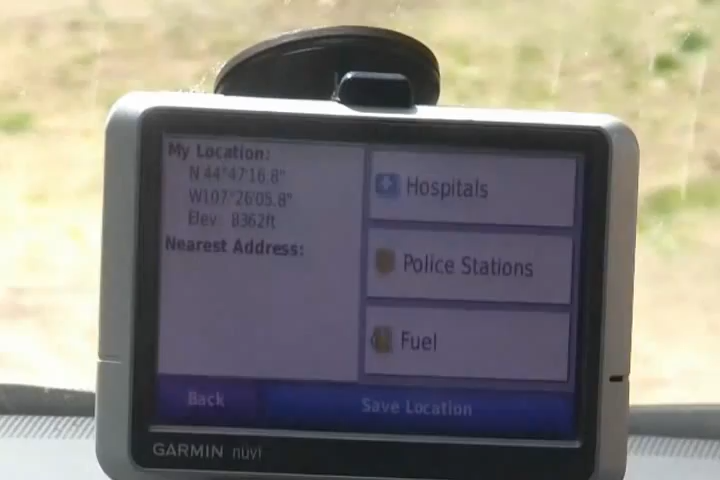 My Location:
N 44°47'16.8"
W107°26'05.8"
Elev: 8362ft
Nearest Address:
Hospitals
Police Stations
Fuel
Back
Save Location
GARMIN nüvi